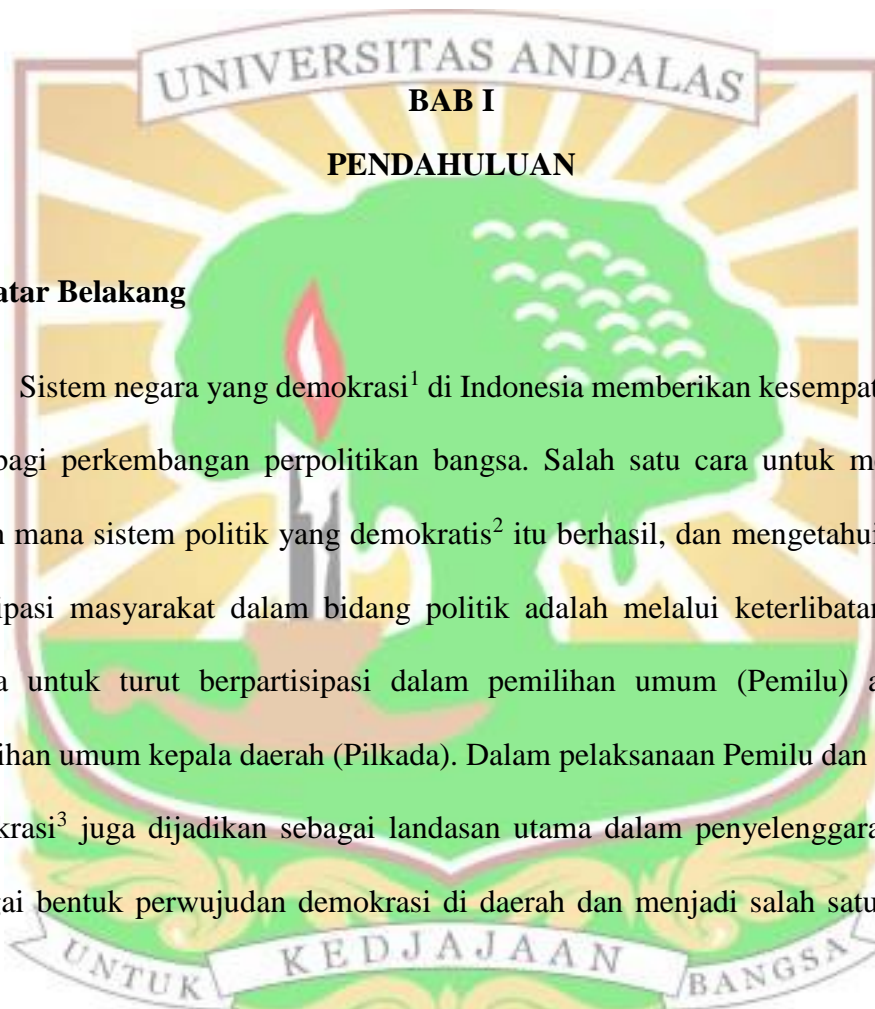 UNIVERSITAS ANDALAS
BAB I
PENDAHULUAN
atar Belakang
Sistem negara yang demokrasi1 di Indonesia memberikan kesempat
bagi perkembangan perpolitikan bangsa. Salah satu cara untuk m
mana sistem politik yang demokratis2 itu berhasil, dan mengetahui
ipasi masyarakat dalam bidang politik adalah melalui keterlibatan
untuk turut berpartisipasi dalam pemilihan umum (Pemilu) a
ihan umum kepala daerah (Pilkada). Dalam pelaksanaan Pemilu dan
krasi3 juga dijadikan sebagai landasan utama dalam penyelenggara
gai bentuk perwujudan demokrasi di daerah dan menjadi salah satu
UNTUK KEDJAJAAN BANGSA